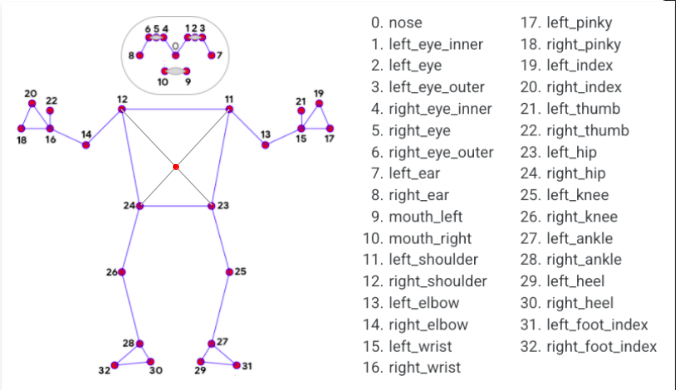 6 5 4 1 2 3
0
8 7
10 9
20 22 12 11 21 19
18 16 14 13 15 17
24 23
26 25
28 27
32 30 29 31
0. nose
1. left_eye_inner
2. left_eye
3. left_eye_outer
4. right_eye_inner
5. right_eye
6. right_eye_outer
7. left_ear
8. right_ear
9. mouth_left
10. mouth_right
11. left_shoulder
12. right_shoulder
13. left_elbow
14. right_elbow
15. left_wrist
16. right_wrist
17. left_pinky
18. right_pinky
19. left_index
20. right_index
21. left_thumb
22. right_thumb
23. left_hip
24. right_hip
25. left_knee
26. right_knee
27. left_ankle
28. right_ankle
29. left_heel
30. right_heel
31. left_foot_index
32. right_foot_index